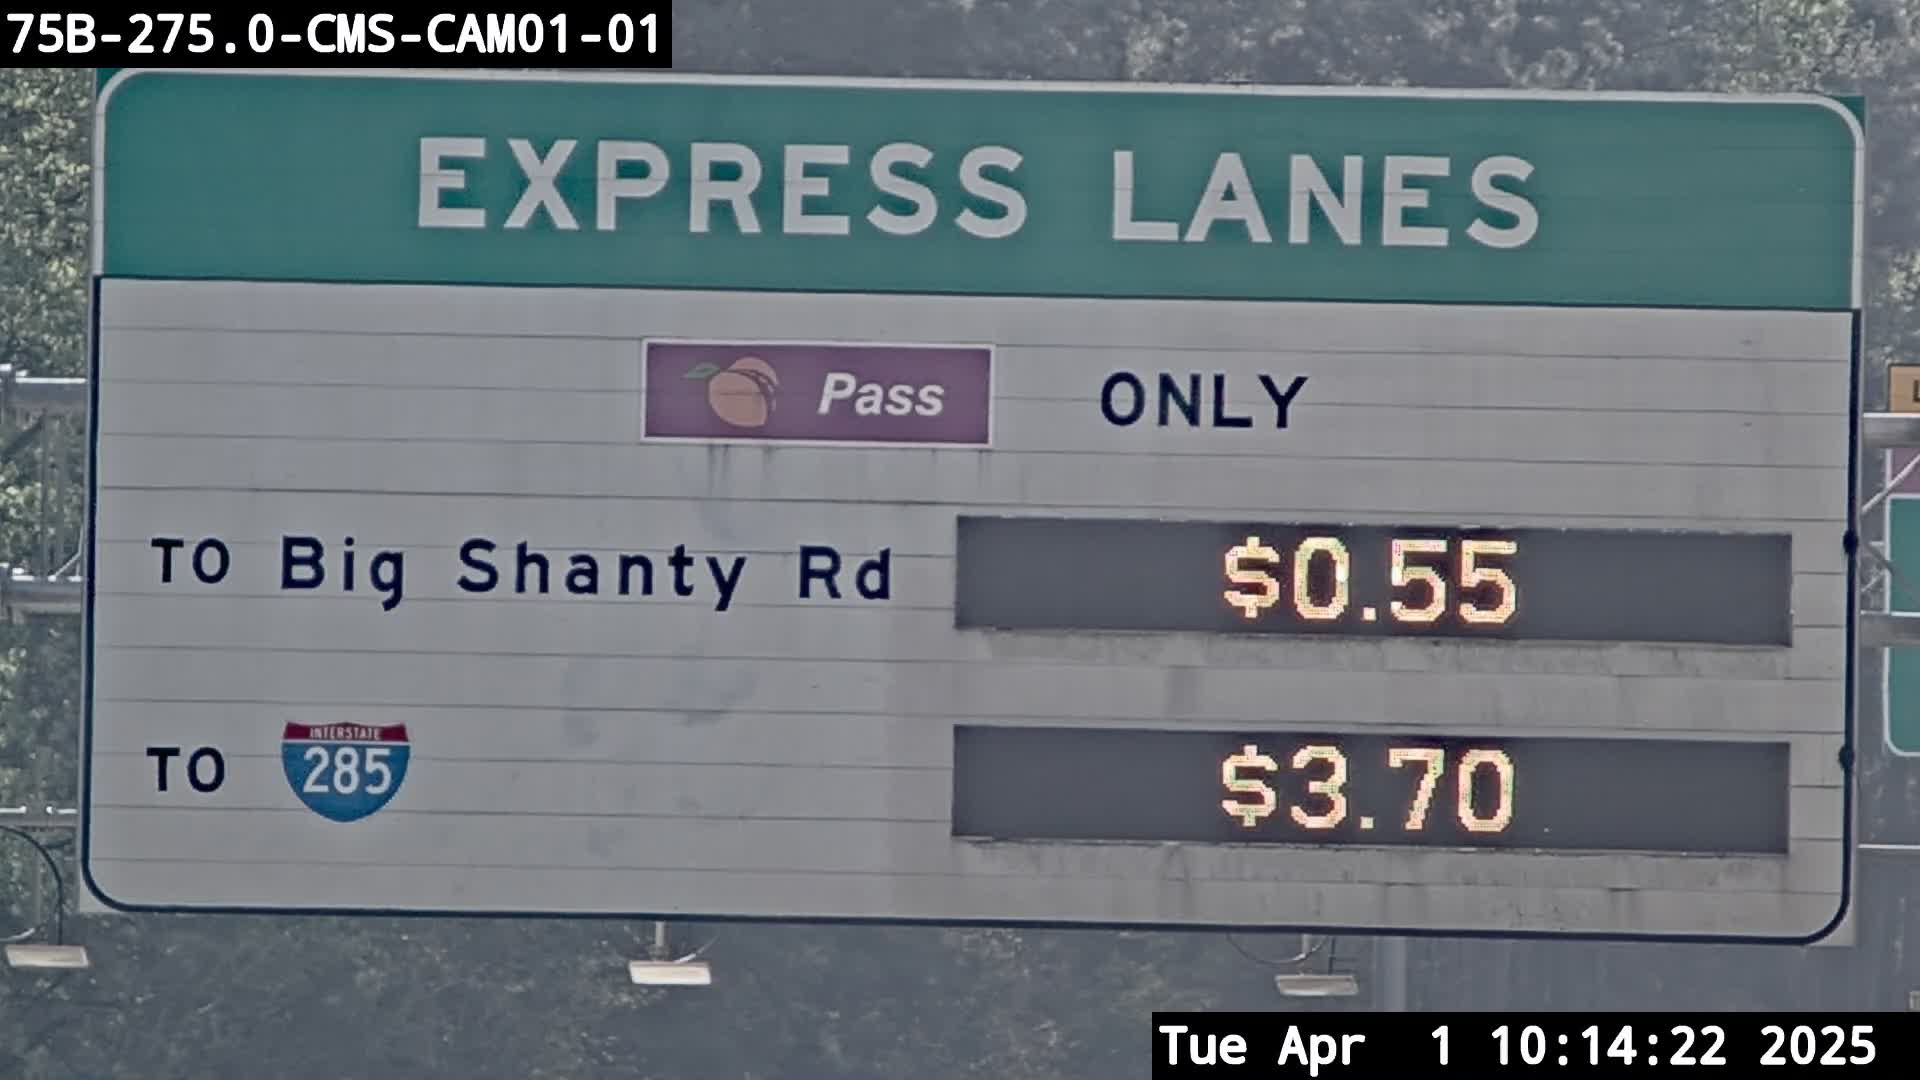 75B-275.0-CMS-CAM01-01
EXPRESS LANES
Pass ONLY
TO Big Shanty Rd $0.55
TO INTERSTATE 285 $3.70
Tue Apr 1 10:14:22 2025